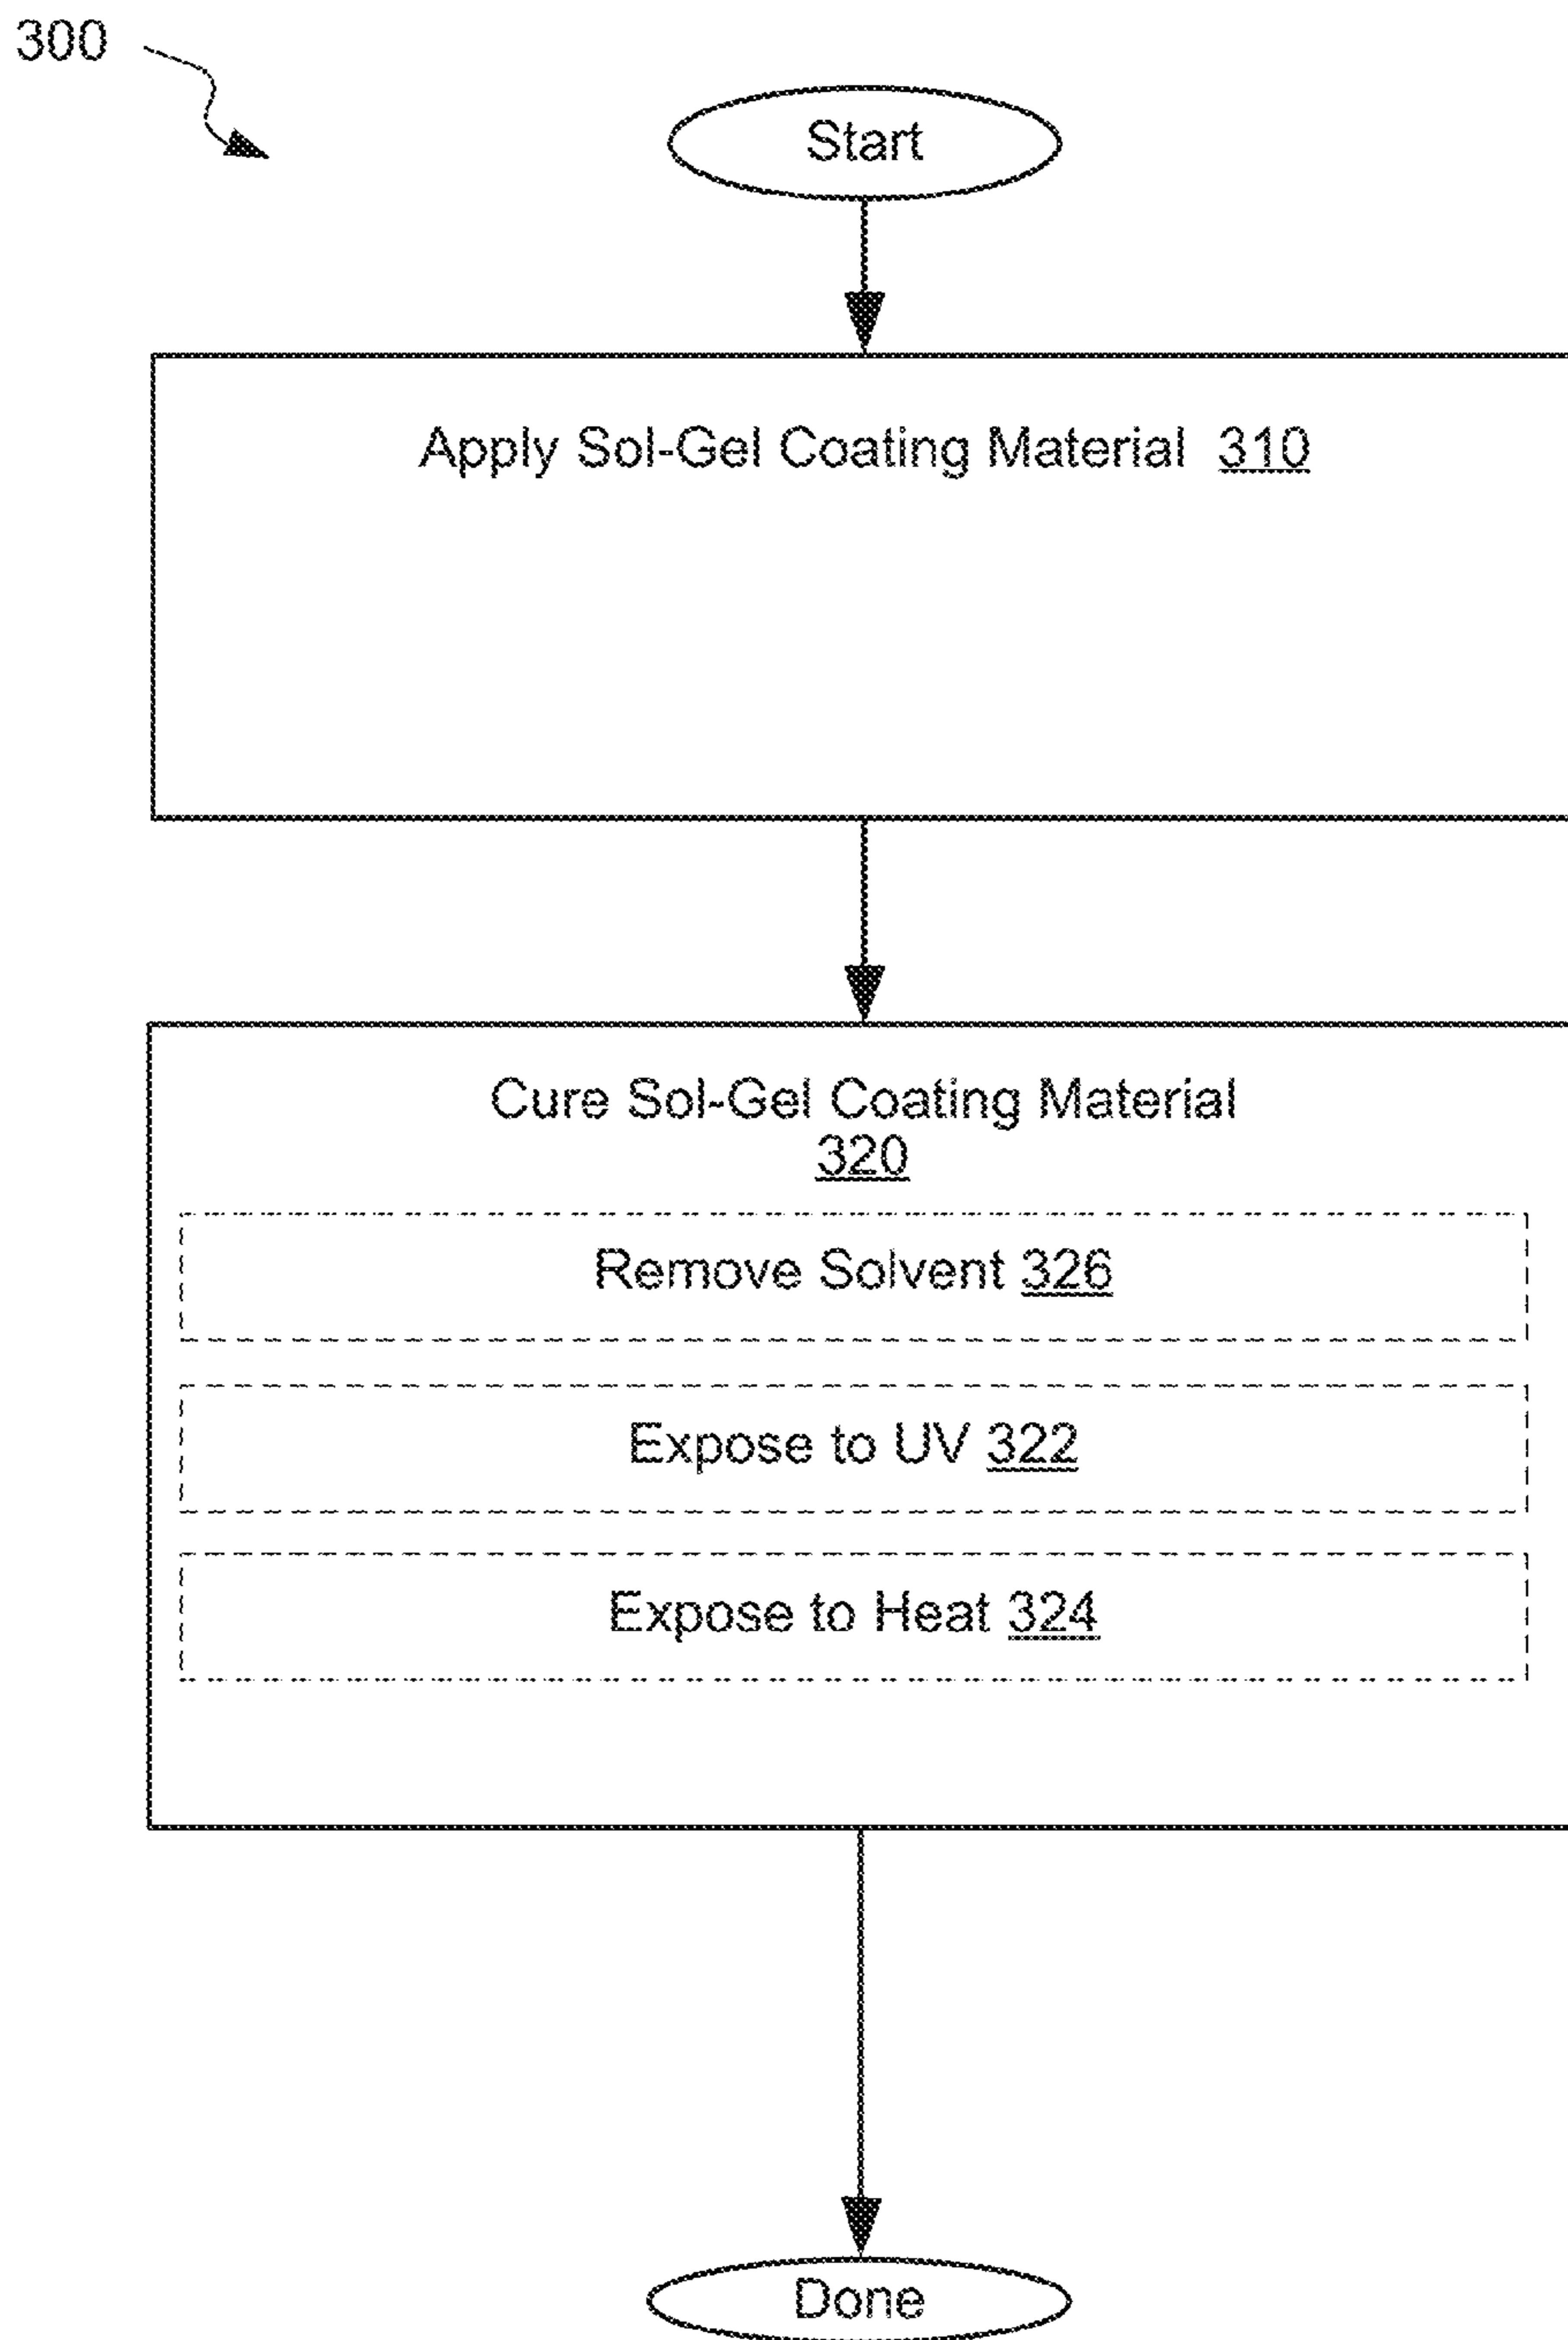 300
Start
Apply Sol-Gel Coating Material 310
Cure Sol-Gel Coating Material
320
Remove Solvent 326
Expose to UV 322
Expose to Heat 324
Done